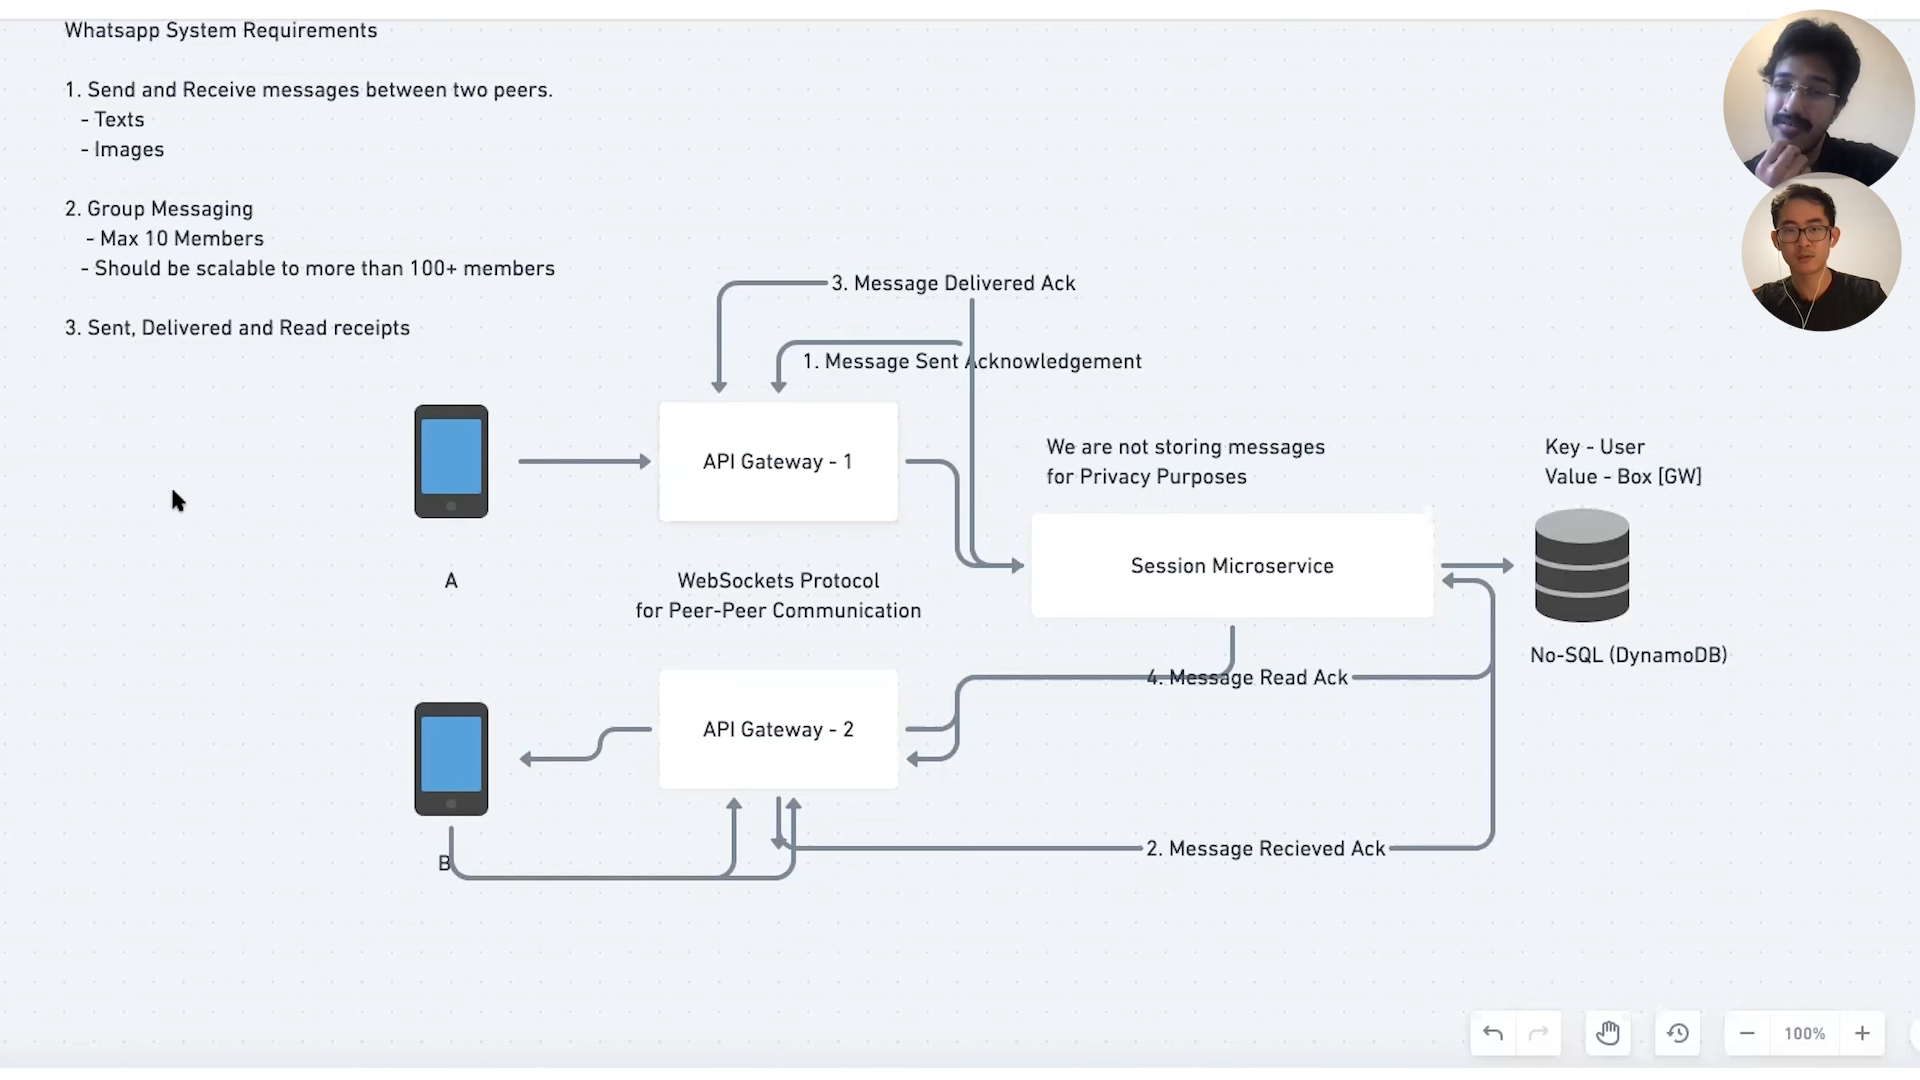 Whatsapp System Requirements
1. Send and Receive messages between two peers.
- Texts
- Images
2. Group Messaging
- Max 10 Members
- Should be scalable to more than 100+ members
3. Sent, Delivered and Read receipts
3. Message Delivered Ack
1. Message Sent Acknowledgement
API Gateway - 1
We are not storing messages
for Privacy Purposes
Key - User
Value - Box [GW]
Session Microservice
A
WebSockets Protocol
for Peer-Peer Communication
No-SQL (DynamoDB)
4. Message Read Ack
API Gateway - 2
2. Message Recieved Ack
B
100%